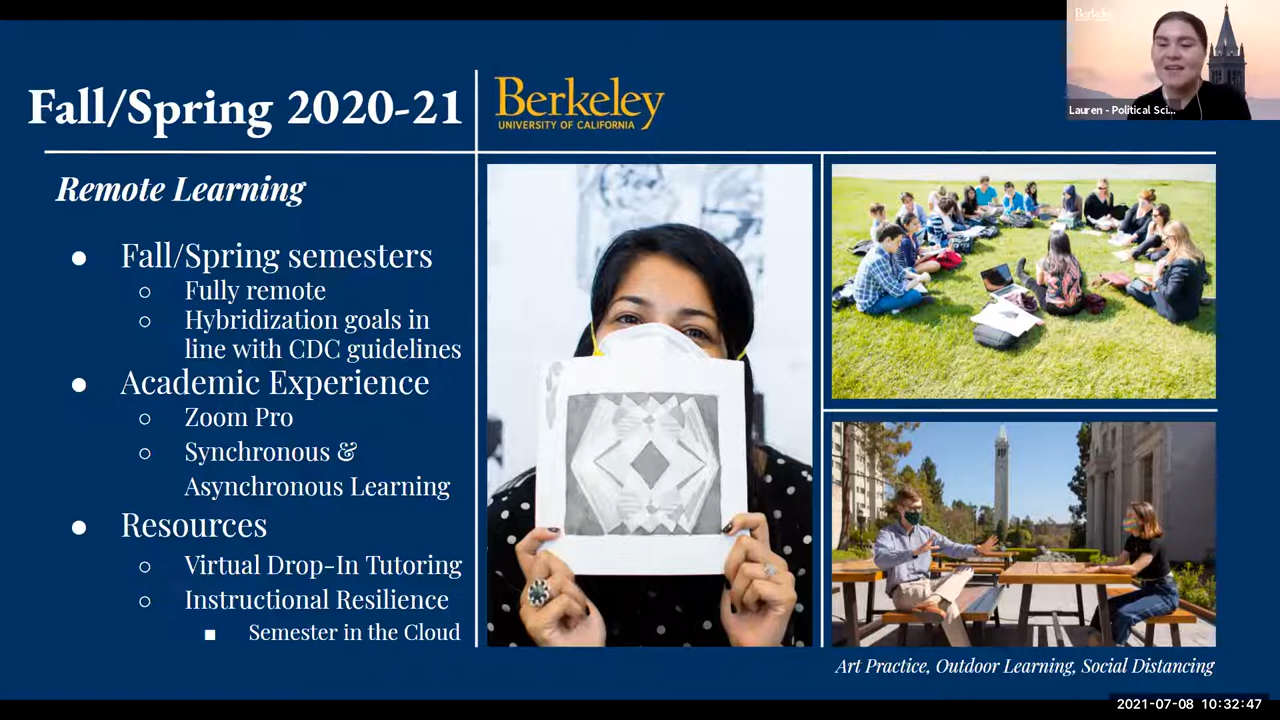 Berkeley
Lauren - Political Sci...
Fall/Spring 2020-21
Berkeley
UNIVERSITY OF CALIFORNIA
Remote Learning
● Fall/Spring semesters
○ Fully remote
○ Hybridization goals in
line with CDC guidelines
● Academic Experience
○ Zoom Pro
○ Synchronous &
Asynchronous Learning
● Resources
○ Virtual Drop-In Tutoring
○ Instructional Resilience
■ Semester in the Cloud
Art Practice, Outdoor Learning, Social Distancing
2021-07-08 10:32:47